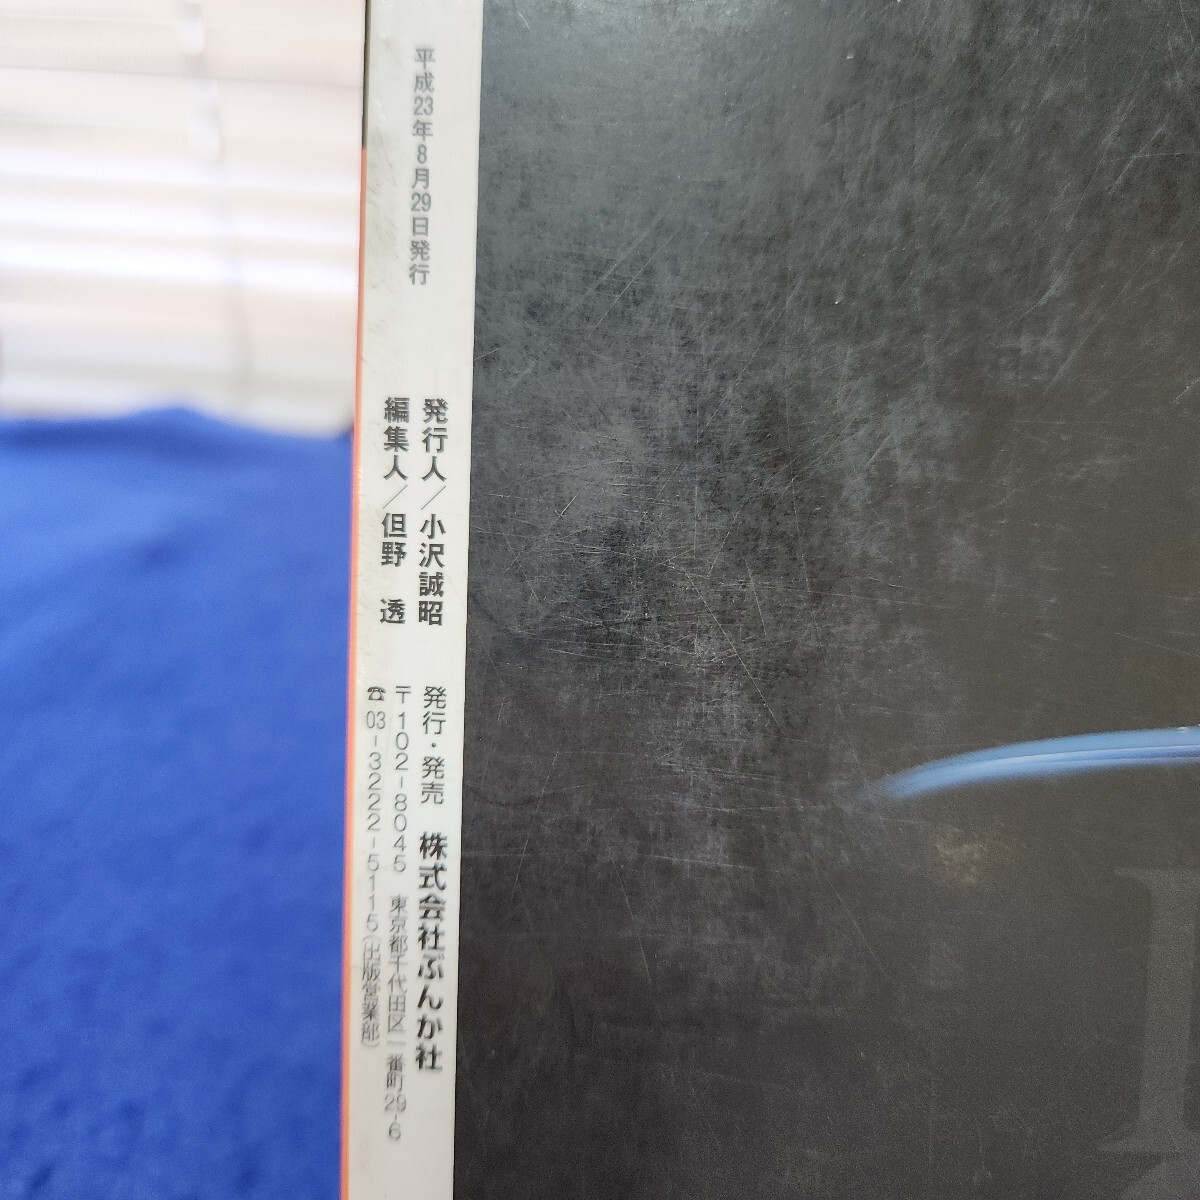 平成23年8月29日発行
発行人／小沢誠昭
編集人／但野　透
発行・発売　株式会社ぶんか社
〒102-8045　東京都千代田区一番町29-6
☎03-3222-5115(出版営業部)